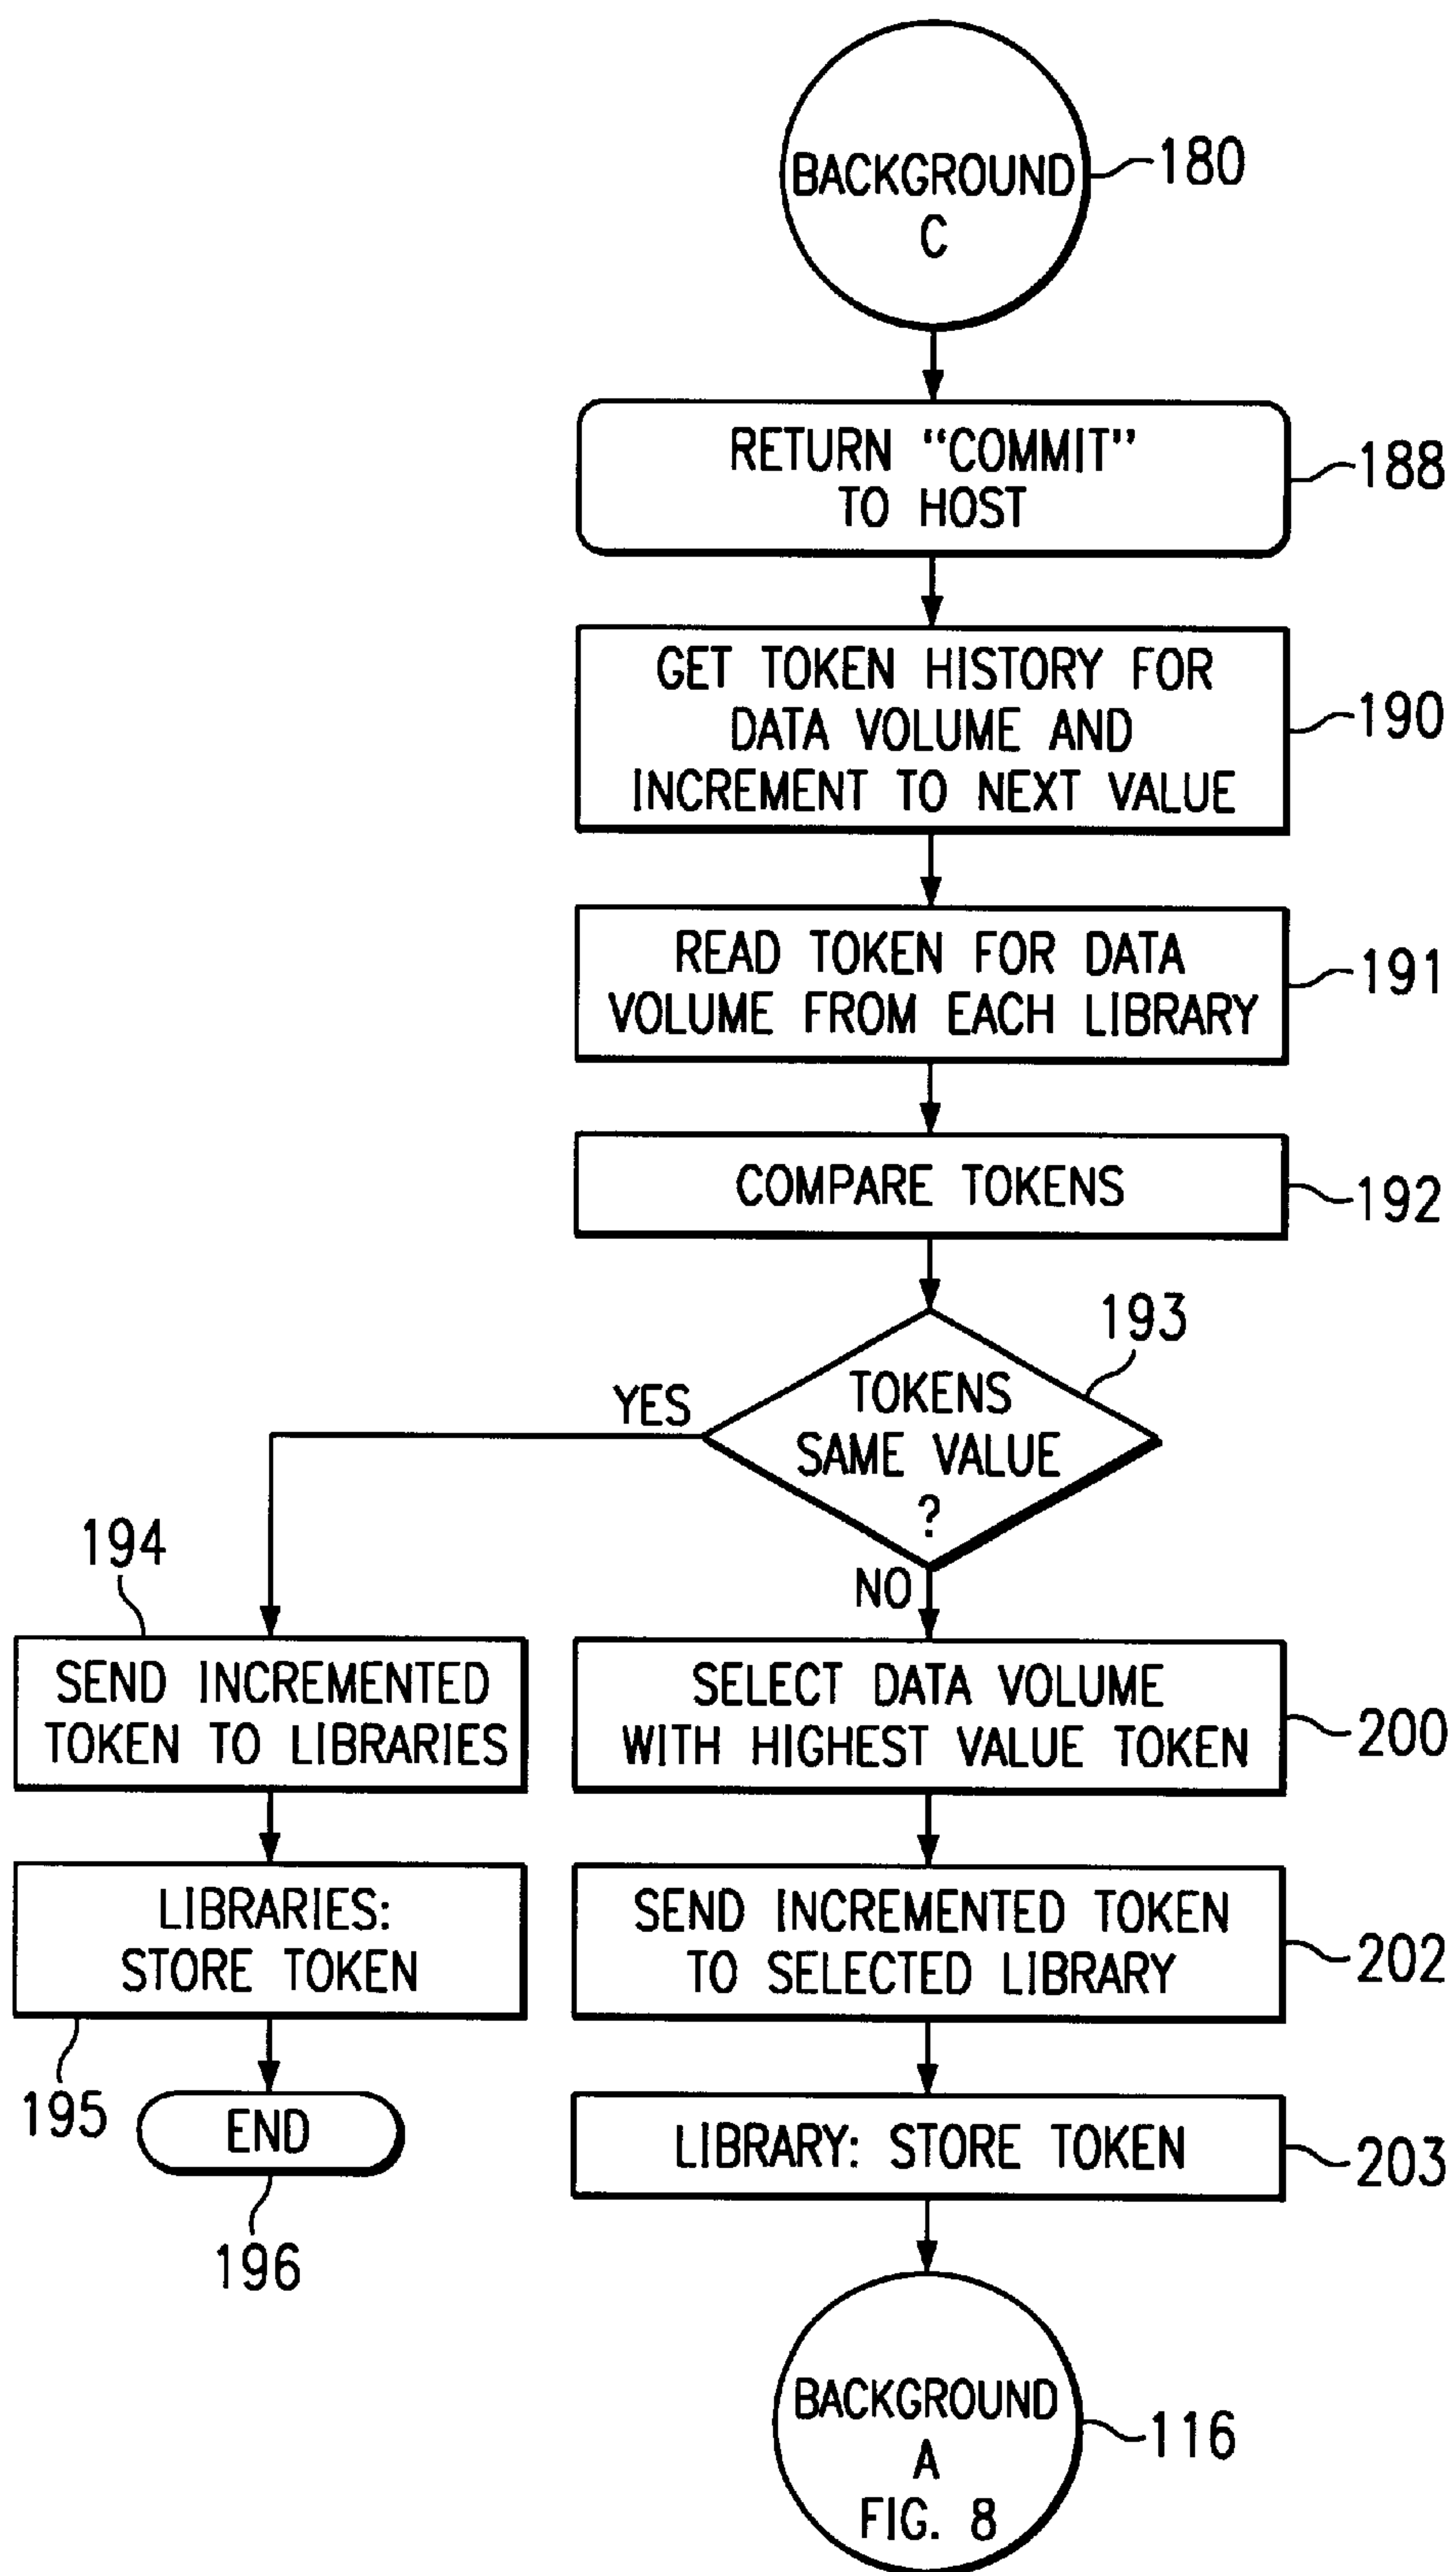 BACKGROUND
C
180
RETURN "COMMIT"
TO HOST
188
GET TOKEN HISTORY FOR
DATA VOLUME AND
INCREMENT TO NEXT VALUE
190
READ TOKEN FOR DATA
VOLUME FROM EACH LIBRARY
191
COMPARE TOKENS
192
193
TOKENS
SAME VALUE
?
YES
NO
194
SEND INCREMENTED
TOKEN TO LIBRARIES
LIBRARIES:
STORE TOKEN
195
END
196
SELECT DATA VOLUME
WITH HIGHEST VALUE TOKEN
200
SEND INCREMENTED TOKEN
TO SELECTED LIBRARY
202
LIBRARY: STORE TOKEN
203
BACKGROUND
A
FIG. 8
116